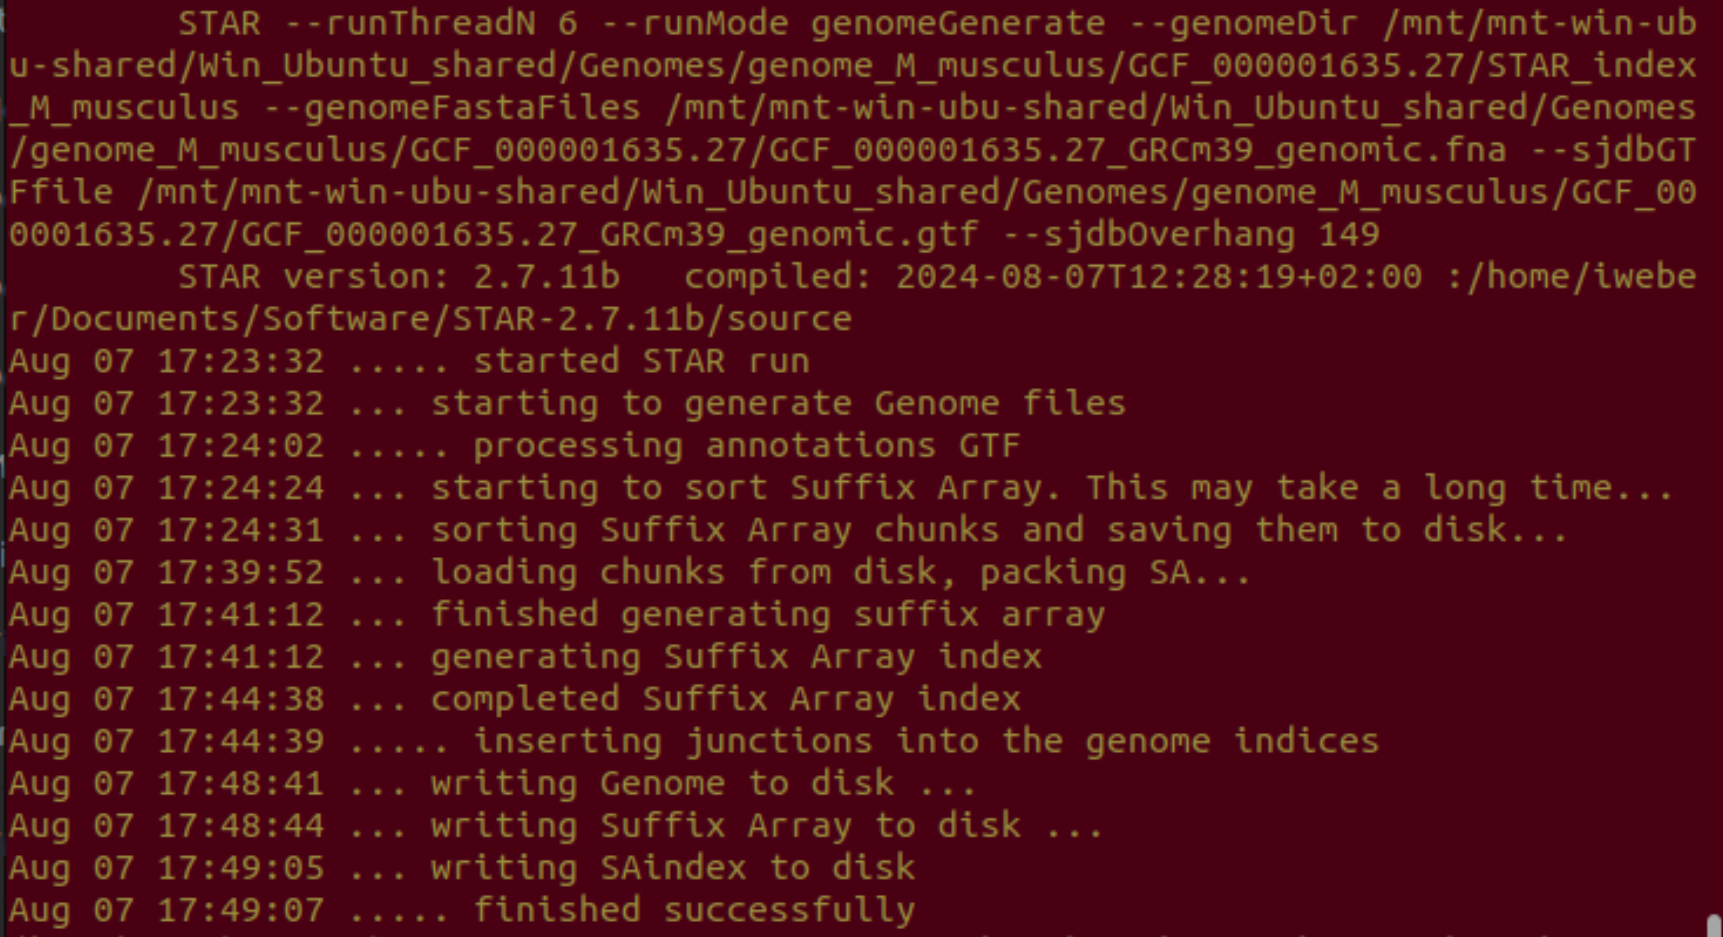 STAR --runThreadN 6 --runMode genomeGenerate --genomeDir /mnt/mnt-win-ub
u-shared/Win_Ubuntu_shared/Genomes/genome_M_musculus/GCF_000001635.27/STAR_index
_M_musculus --genomeFastaFiles /mnt/mnt-win-ubu-shared/Win_Ubuntu_shared/Genomes
/genome_M_musculus/GCF_000001635.27/GCF_000001635.27_GRCm39_genomic.fna --sjdbGT
Ffile /mnt/mnt-win-ubu-shared/Win_Ubuntu_shared/Genomes/genome_M_musculus/GCF_00
0001635.27/GCF_000001635.27_GRCm39_genomic.gtf --sjdbOverhang 149
STAR version: 2.7.11b   compiled: 2024-08-07T12:28:19+02:00 :/home/iwebe
r/Documents/Software/STAR-2.7.11b/source
Aug 07 17:23:32 ..... started STAR run
Aug 07 17:23:32 ... starting to generate Genome files
Aug 07 17:24:02 ..... processing annotations GTF
Aug 07 17:24:24 ... starting to sort Suffix Array. This may take a long time...
Aug 07 17:24:31 ... sorting Suffix Array chunks and saving them to disk...
Aug 07 17:39:52 ... loading chunks from disk, packing SA...
Aug 07 17:41:12 ... finished generating suffix array
Aug 07 17:41:12 ... generating Suffix Array index
Aug 07 17:44:38 ... completed Suffix Array index
Aug 07 17:44:39 ..... inserting junctions into the genome indices
Aug 07 17:48:41 ... writing Genome to disk ...
Aug 07 17:48:44 ... writing Suffix Array to disk ...
Aug 07 17:49:05 ... writing SAindex to disk
Aug 07 17:49:07 ..... finished successfully